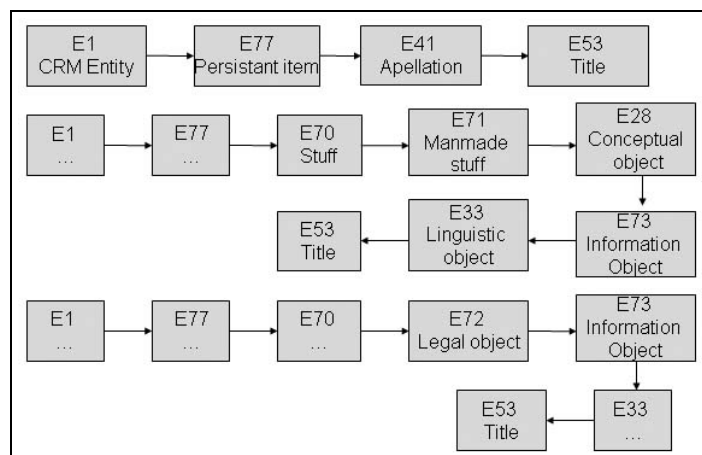 E1
CRM Entity
E77
Persistant item
E41
Apellation
E53
Title
E1
...
E77
...
E70
Stuff
E71
Manmade
stuff
E28
Conceptual
object
E53
Title
E33
Linguistic
object
E73
Information
Object
E1
...
E77
...
E70
...
E72
Legal object
E73
Information
Object
E53
Title
E33
...